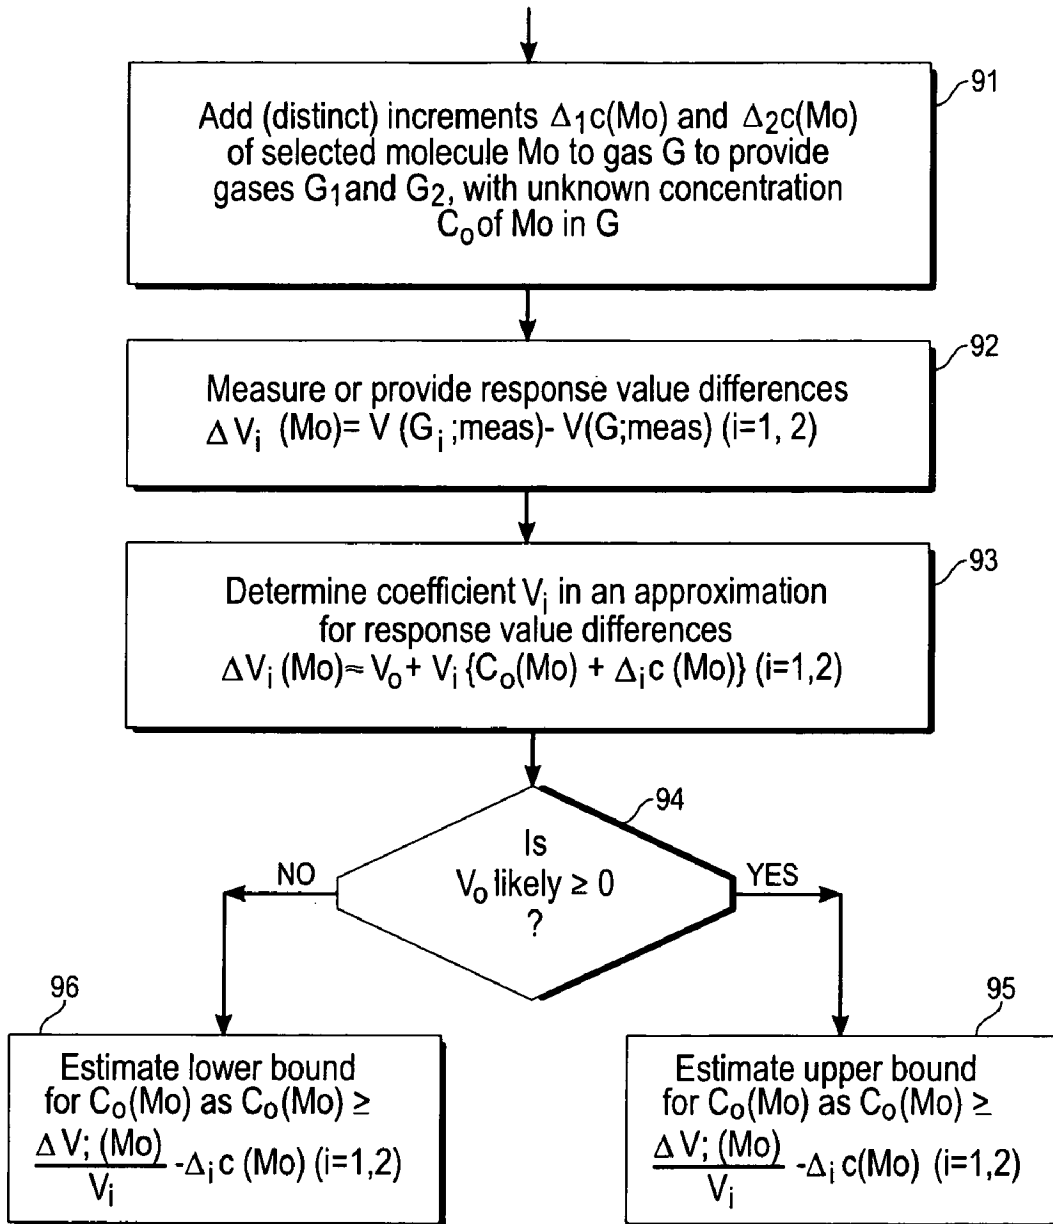 91
Add (distinct) increments Δ₁c(Mo) and Δ₂c(Mo)
of selected molecule Mo to gas G to provide
gases G₁ and G₂, with unknown concentration
Cₒ of Mo in G
92
Measure or provide response value differences
ΔVᵢ (Mo)= V (Gᵢ ;meas)- V(G;meas) (i=1, 2)
93
Determine coefficient Vᵢ in an approximation
for response value differences
ΔVᵢ (Mo)≈ Vₒ + Vᵢ {Cₒ(Mo) + Δᵢ c (Mo)} (i=1,2)
94
Is
Vₒ likely ≥ 0
?
NO
YES
96
Estimate lower bound
for Cₒ(Mo) as Cₒ(Mo) ≥
ΔV; (Mo)
-Δᵢ c (Mo) (i=1,2)
Vᵢ
95
Estimate upper bound
for Cₒ(Mo) as Cₒ(Mo) ≥
ΔV; (Mo)
-Δᵢ c(Mo) (i=1,2)
Vᵢ